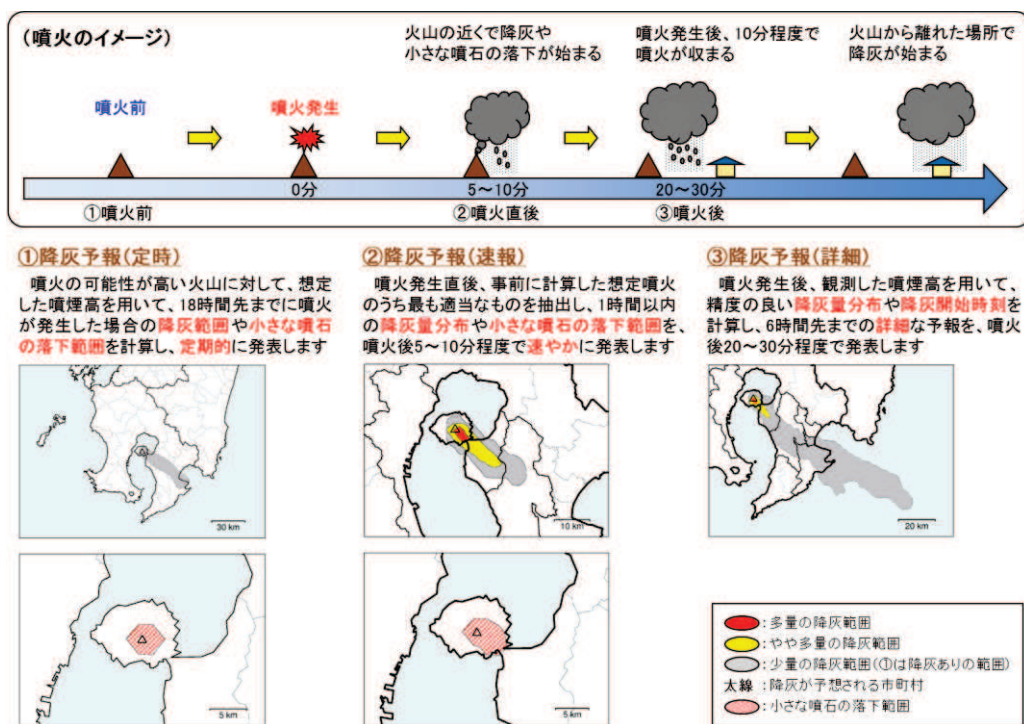 (噴火のイメージ)
火山の近くで降灰や
小さな噴石の落下が始まる
噴火発生後、10分程度で
噴火が収まる
火山から離れた場所で
降灰が始まる
噴火前
噴火発生
0分
5～10分
20～30分
①噴火前
②噴火直後
③噴火後
①降灰予報(定時)
噴火の可能性が高い火山に対して、想定
した噴煙高を用いて、18時間先までに噴火
が発生した場合の降灰範囲や小さな噴石
の落下範囲を計算し、定期的に発表します
30 km
5 km
②降灰予報(速報)
噴火発生直後、事前に計算した想定噴火
のうち最も適当なものを抽出し、1時間以内
の降灰量分布や小さな噴石の落下範囲を、
噴火後5～10分程度で速やかに発表します
10 km
5 km
③降灰予報(詳細)
噴火発生後、観測した噴煙高を用いて、
精度の良い降灰量分布や降灰開始時刻を
計算し、6時間先までの詳細な予報を、噴火
後20～30分程度で発表します
20 km
:多量の降灰範囲
:やや多量の降灰範囲
:少量の降灰範囲(①は降灰ありの範囲)
太線:降灰が予想される市町村
:小さな噴石の落下範囲